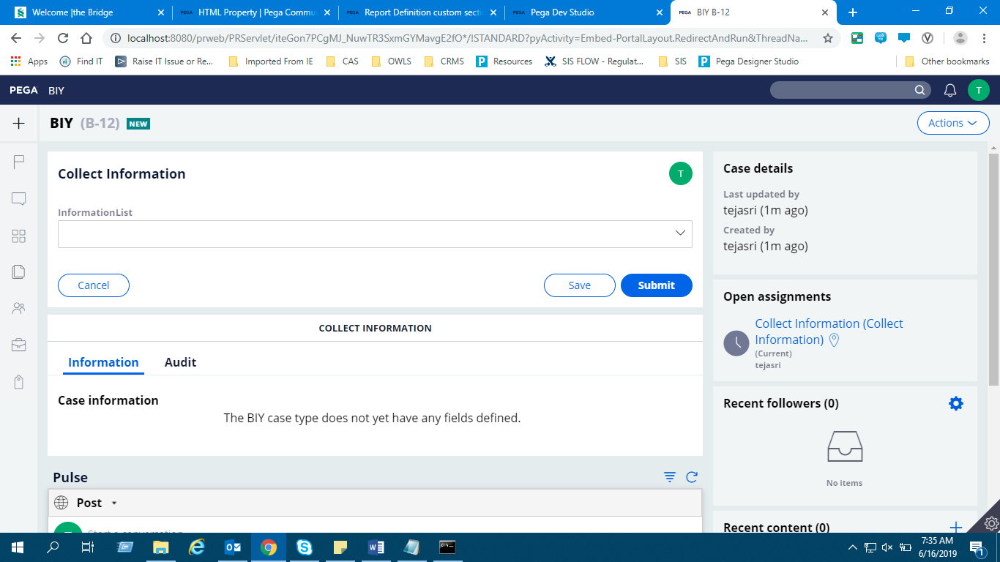 Welcome |the Bridge
PEGA HTML Property | Pega Commu
PEGA Report Definition custom secti
PEGA Pega Dev Studio
PEGA BIY B-12
localhost:8080/prweb/PRServlet/iteGon7PCgMJ_NuwTR3SxmGYMavgE2fO*/!STANDARD?pyActivity=Embed-PortalLayout.RedirectAndRun&ThreadNa...
Apps Find IT Raise IT Issue or Re... Imported From IE CAS OWLS CRMS Resources SIS FLOW - Regulat... SIS Pega Designer Studio Other bookmarks
PEGA BIY T
BIY (B-12) NEW
Actions
Collect Information
T
InformationList
Cancel
Save
Submit
COLLECT INFORMATION
Information Audit
Case information
The BIY case type does not yet have any fields defined.
Pulse
Post
Start a conversation
Case details
Last updated by
tejasri (1m ago)
Created by
tejasri (1m ago)
Open assignments
Collect Information (Collect
Information)
(Current)
tejasri
Recent followers (0)
No items
Recent content (0)
7:35 AM
6/16/2019
1